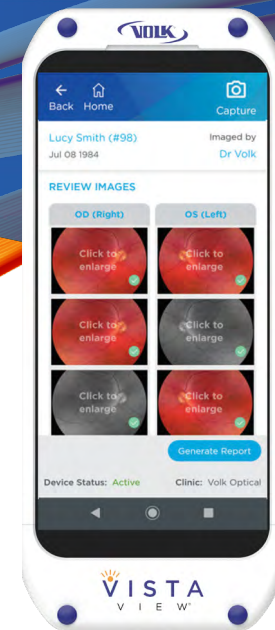 VOLK
Back Home
Capture
Lucy Smith (#98)
Imaged by
Jul 08 1984
Dr Volk
REVIEW IMAGES
OD (Right)
OS (Left)
Click to
enlarge
Click to
enlarge
Click to
enlarge
Click to
enlarge
Click to
enlarge
Click to
enlarge
Generate Report
Device Status: Active
Clinic: Volk Optical
VISTA
VIEW